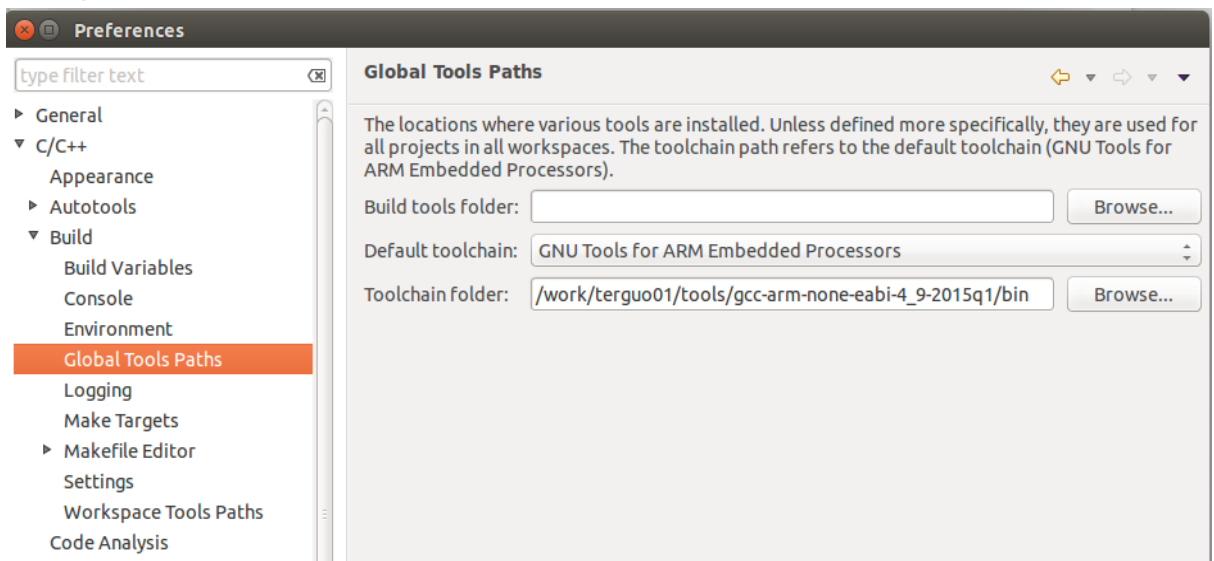 Preferences
type filter text
General
C/C++
Appearance
Autotools
Build
Build Variables
Console
Environment
Global Tools Paths
Logging
Make Targets
Makefile Editor
Settings
Workspace Tools Paths
Code Analysis
Global Tools Paths
The locations where various tools are installed. Unless defined more specifically, they are used for
all projects in all workspaces. The toolchain path refers to the default toolchain (GNU Tools for
ARM Embedded Processors).
Build tools folder: Browse...
Default toolchain: GNU Tools for ARM Embedded Processors
Toolchain folder: /work/terguo01/tools/gcc-arm-none-eabi-4_9-2015q1/bin Browse...